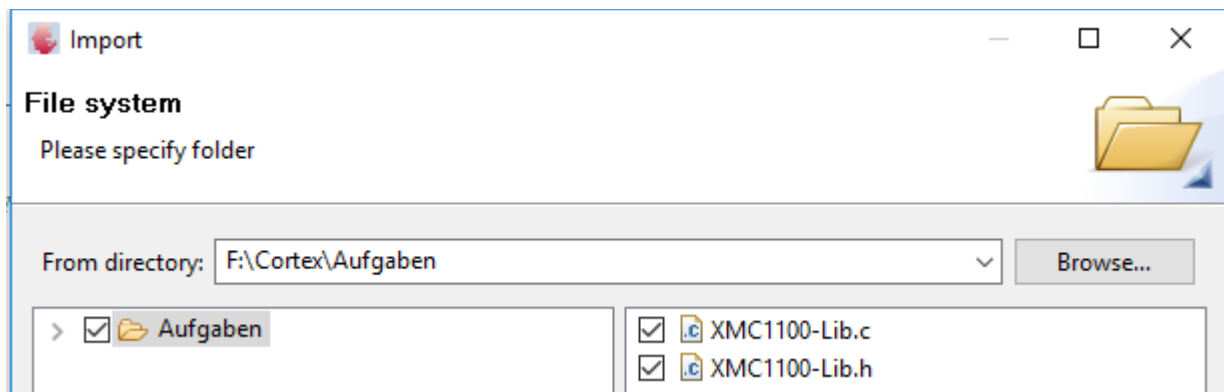 Import
File system
Please specify folder
From directory: F:\Cortex\Aufgaben Browse...
Aufgaben
.c XMC1100-Lib.c
.c XMC1100-Lib.h